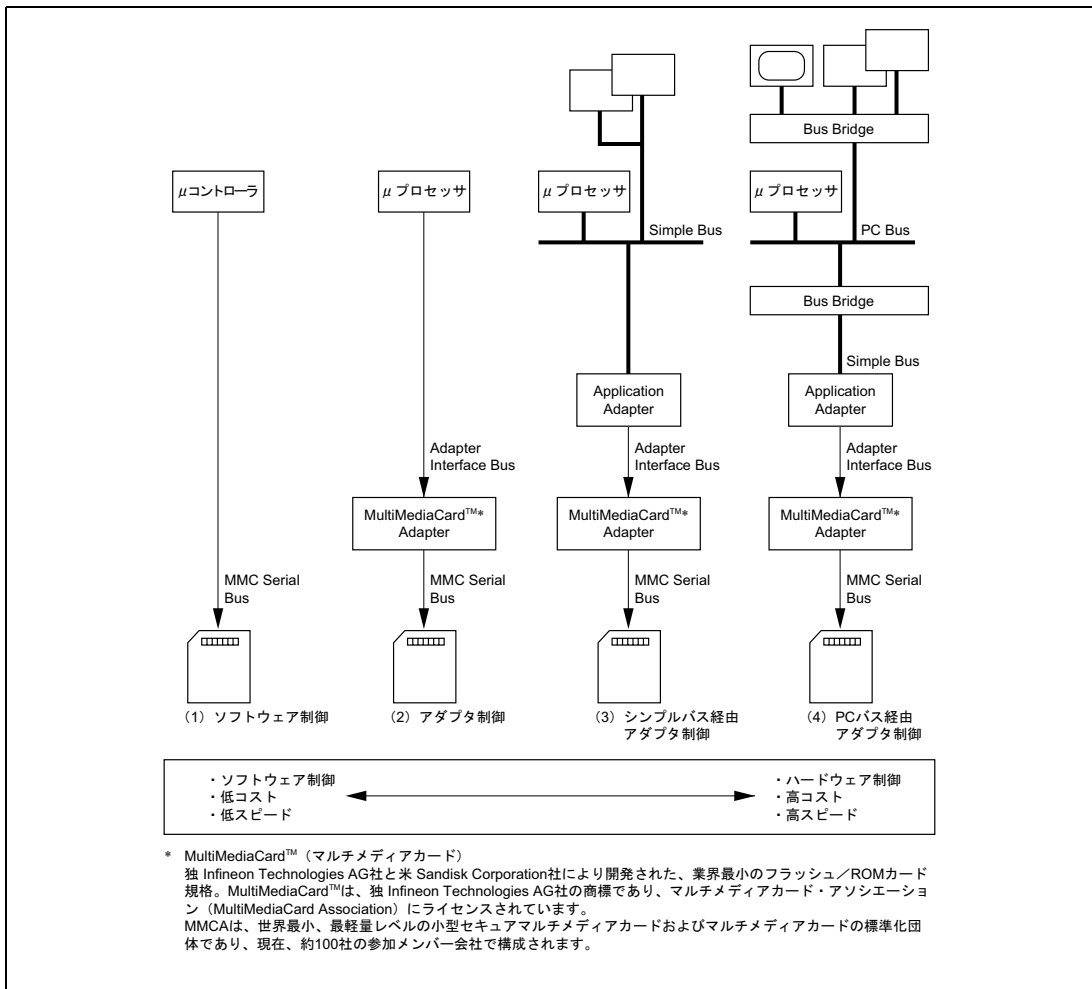 Bus Bridge
μコントローラ
μプロセッサ
μプロセッサ
μプロセッサ
Simple Bus
PC Bus
Bus Bridge
Simple Bus
Application
Adapter
Application
Adapter
Adapter
Interface Bus
Adapter
Interface Bus
Adapter
Interface Bus
MultiMediaCard™*
Adapter
MultiMediaCard™*
Adapter
MultiMediaCard™*
Adapter
MMC Serial
Bus
MMC Serial
Bus
MMC Serial
Bus
MMC Serial
Bus
(1)ソフトウェア制御
(2)アダプタ制御
(3)シンプルバス経由
アダプタ制御
(4)PCバス経由
アダプタ制御
・ソフトウェア制御
・低コスト
・低スピード
・ハードウェア制御
・高コスト
・高スピード
* MultiMediaCard™(マルチメディアカード)
独 Infineon Technologies AG社と米 Sandisk Corporation社により開発された、業界最小のフラッシュ/ROMカード
規格。MultiMediaCard™は、独 Infineon Technologies AG社の商標であり、マルチメディアカード・アソシエーショ
ン(MultiMediaCard Association)にライセンスされています。
MMCAは、世界最小、最軽量レベルの小型セキュアマルチメディアカードおよびマルチメディアカードの標準化団
体であり、現在、約100社の参加メンバー会社で構成されます。